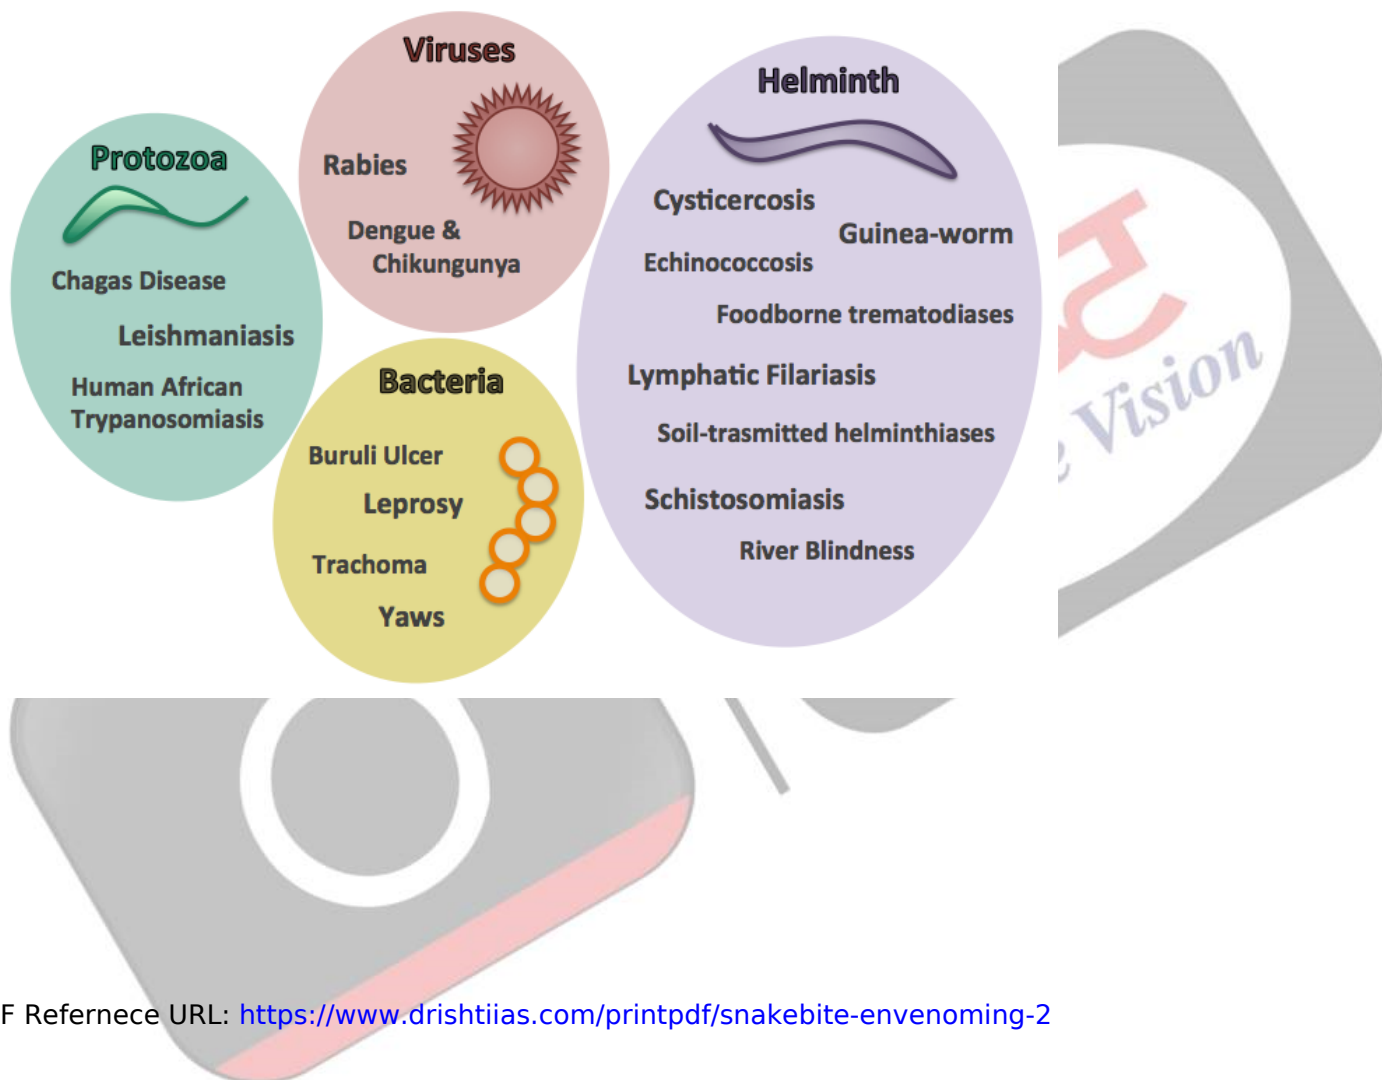 Viruses
Rabies
Dengue &
Chikungunya
Protozoa
Chagas Disease
Leishmaniasis
Human African
Trypanosomiasis
Bacteria
Buruli Ulcer
Leprosy
Trachoma
Yaws
Helminth
Cysticercosis
Guinea-worm
Echinococcosis
Foodborne trematodiases
Lymphatic Filariasis
Soil-trasmitted helminthiases
Schistosomiasis
River Blindness
Vision
F Refernece URL: https://www.drishtiias.com/printpdf/snakebite-envenoming-2